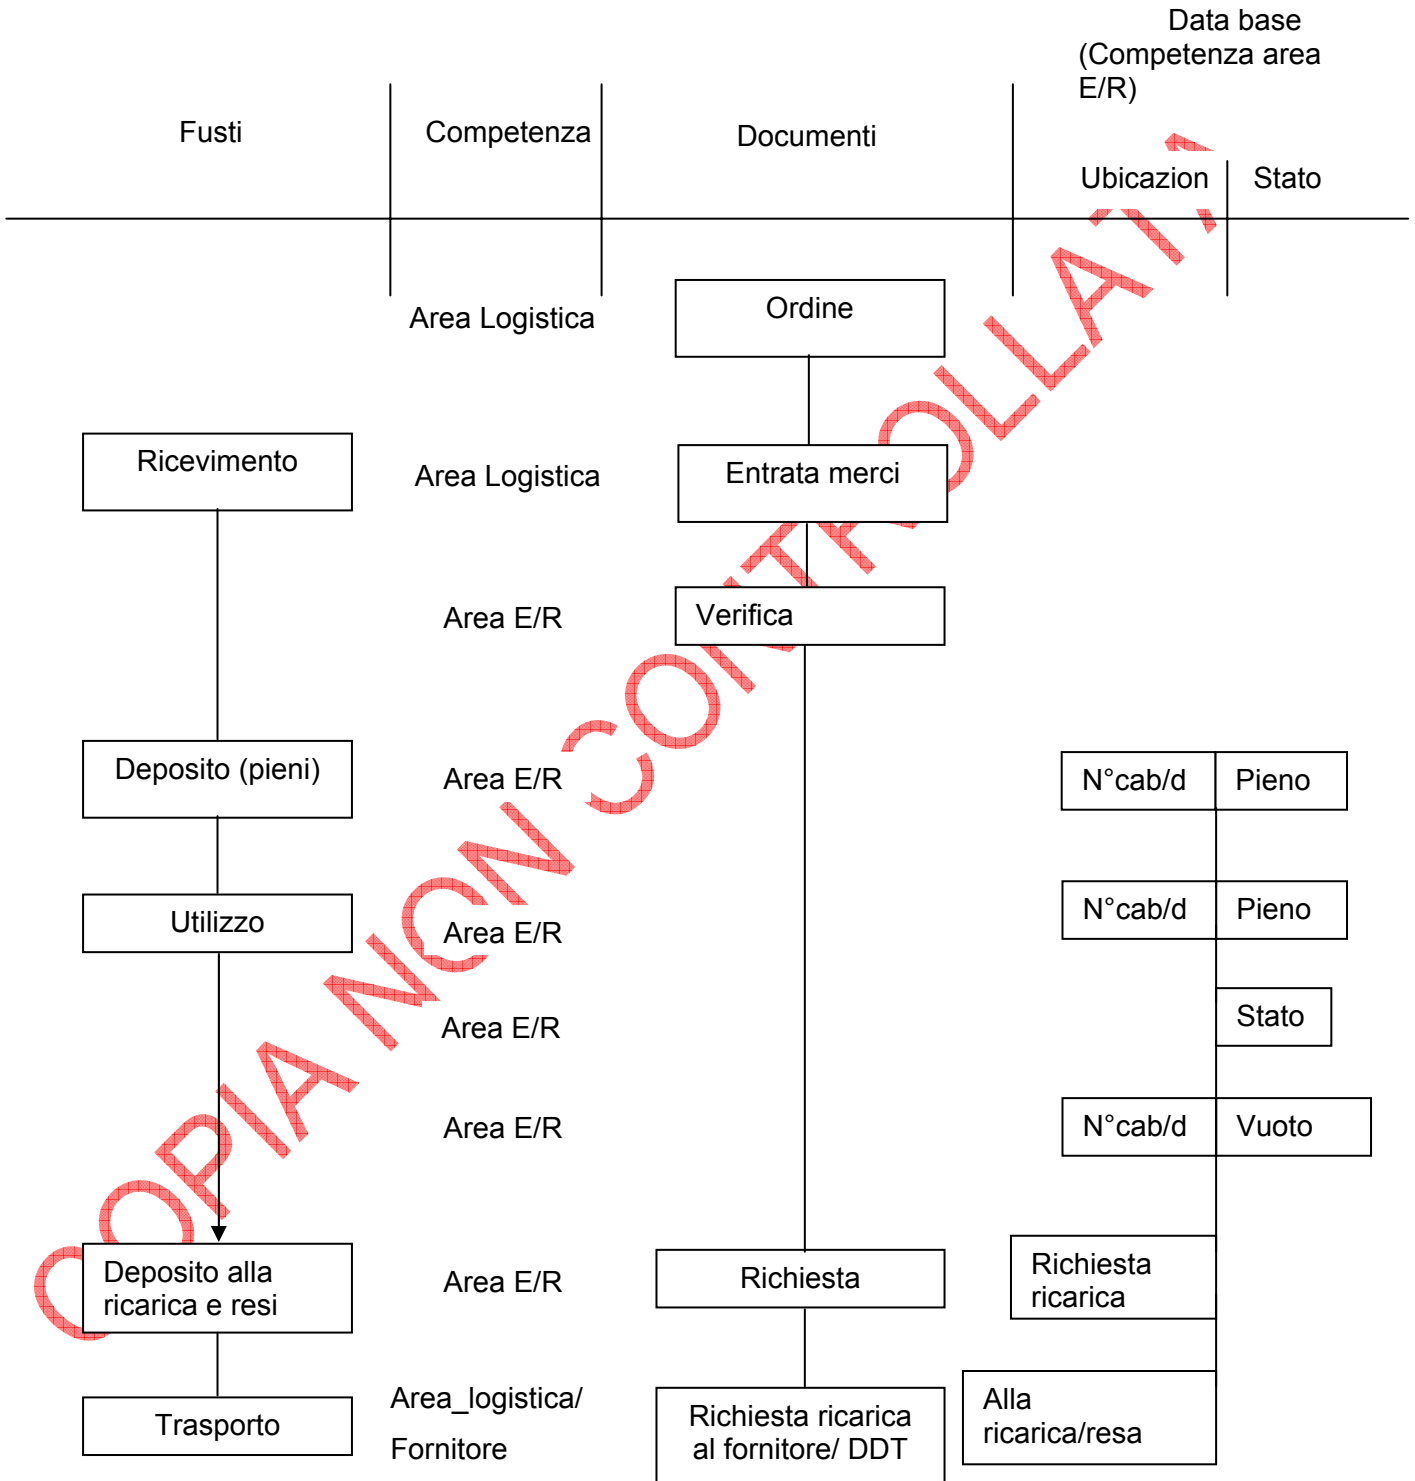 Data base
(Competenza area
E/R)
Fusti
Competenza
Documenti
Ubicazion
Stato
Area Logistica
Ordine
Ricevimento
Area Logistica
Entrata merci
Area E/R
Verifica
Deposito (pieni)
Area E/R
N°cab/d
Pieno
Utilizzo
Area E/R
N°cab/d
Pieno
Area E/R
Stato
Area E/R
N°cab/d
Vuoto
Deposito alla
ricarica e resi
Area E/R
Richiesta
Richiesta
ricarica
Trasporto
Area_logistica/
Fornitore
Richiesta ricarica
al fornitore/ DDT
Alla
ricarica/resa
COPIA NON CONTROLLATA